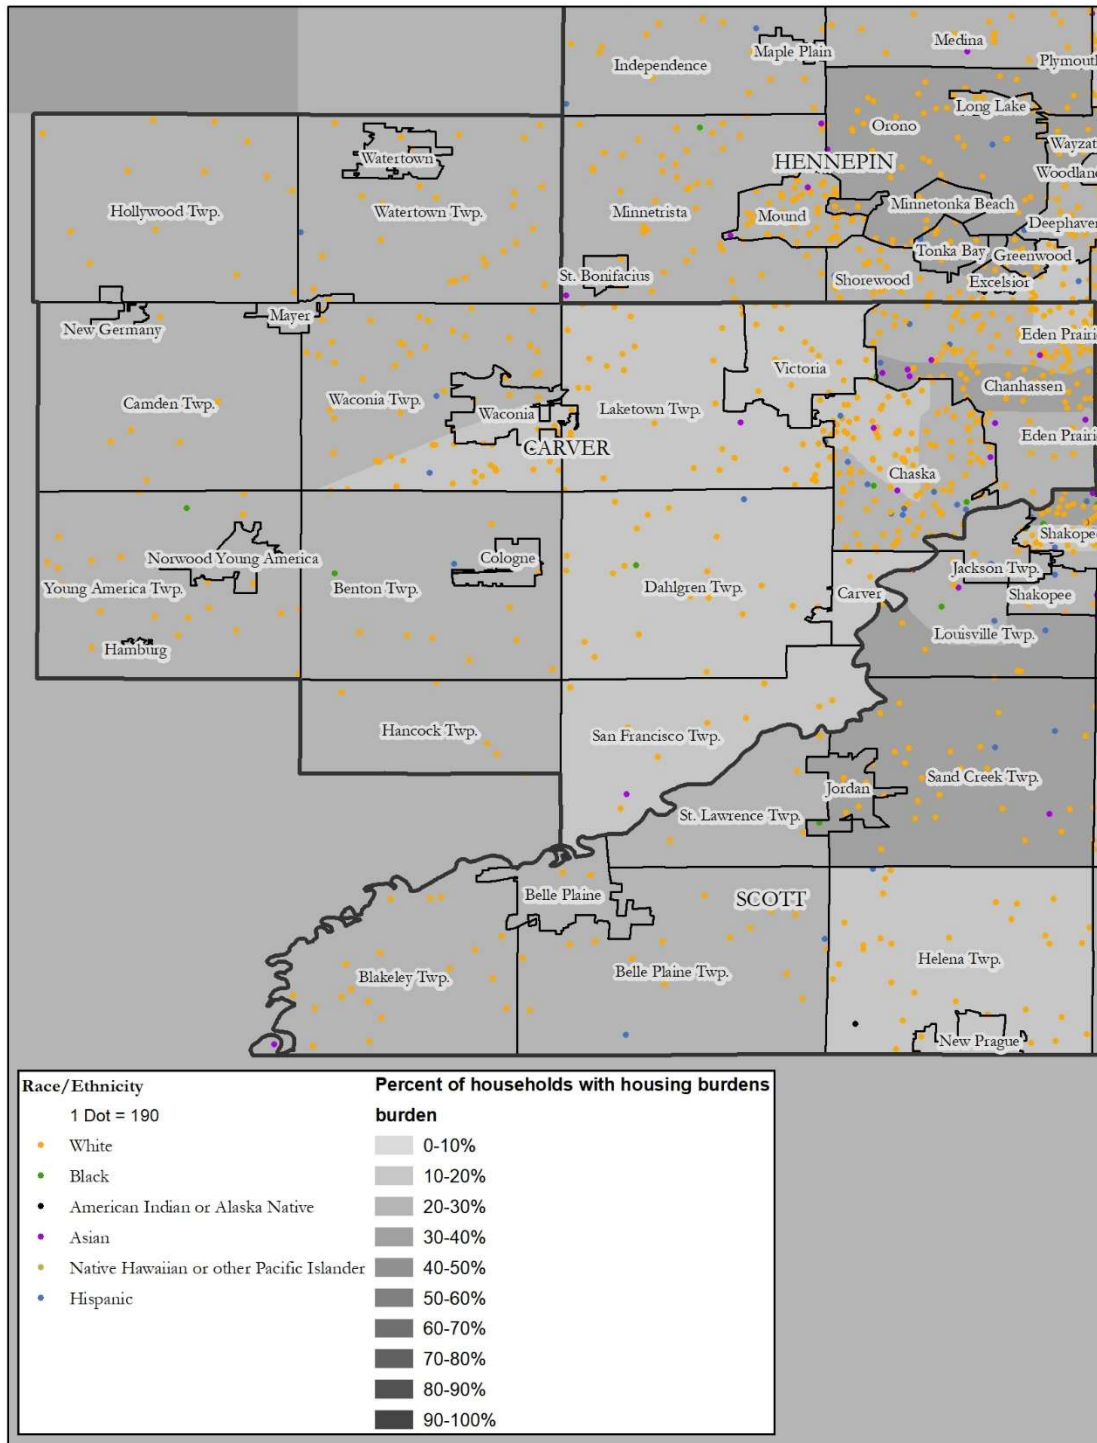 Medina
Maple Plain
Independence
Plymouth
Long Lake
Orono
Wayzat
HENNEPIN
Watertown
Woodland
Minnetonka Beach
Hollywood Twp.
Watertown Twp.
Minnetrista
Mound
Deephaven
Tonka Bay
Greenwood
St. Bonifacius
Shorewood
Excelsior
New Germany
Mayer
Eden Prairie
Victoria
Chanhassen
Camden Twp.
Waconia Twp.
Waconia
Laketown Twp.
Eden Prairie
CARVER
Chaska
Shakopee
Norwood Young America
Cologne
Jackson Twp.
Young America Twp.
Benton Twp.
Dahlgren Twp.
Carver
Shakopee
Louisville Twp.
Hamburg
Hancock Twp.
San Francisco Twp.
Sand Creek Twp.
Jordan
St. Lawrence Twp.
Belle Plaine
SCOTT
Helena Twp.
Blakeley Twp.
Belle Plaine Twp.
New Prague
Race/Ethnicity
1 Dot = 190
White
Black
American Indian or Alaska Native
Asian
Native Hawaiian or other Pacific Islander
Hispanic
Percent of households with housing burdens
burden
0-10%
10-20%
20-30%
30-40%
40-50%
50-60%
60-70%
70-80%
80-90%
90-100%